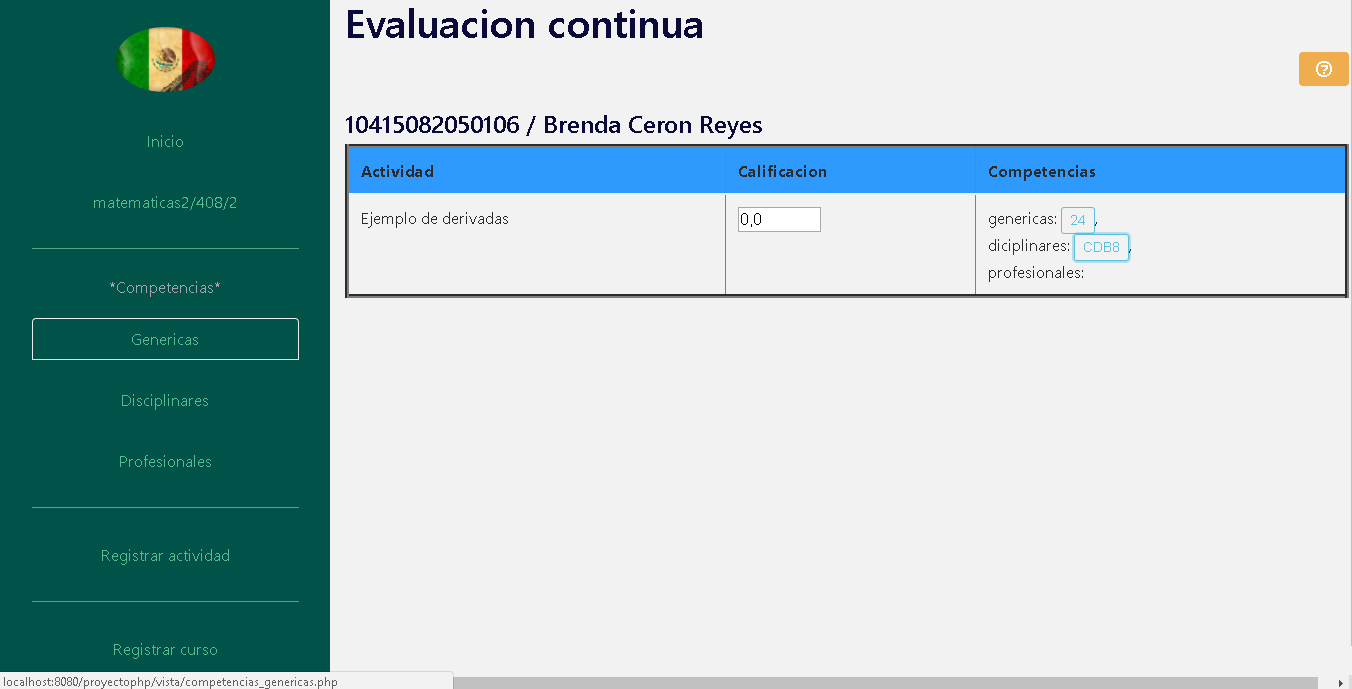 Evaluacion continua
Inicio
matematicas2/408/2
*Competencias*
Genericas
Disciplinares
Profesionales
Registrar actividad
Registrar curso
10415082050106 / Brenda Ceron Reyes
Actividad Calificacion Competencias
Ejemplo de derivadas 0,0 genericas: 24,
diciplinares: CDB8,
profesionales:
localhost:8080/proyectophp/vista/competencias_genericas.php